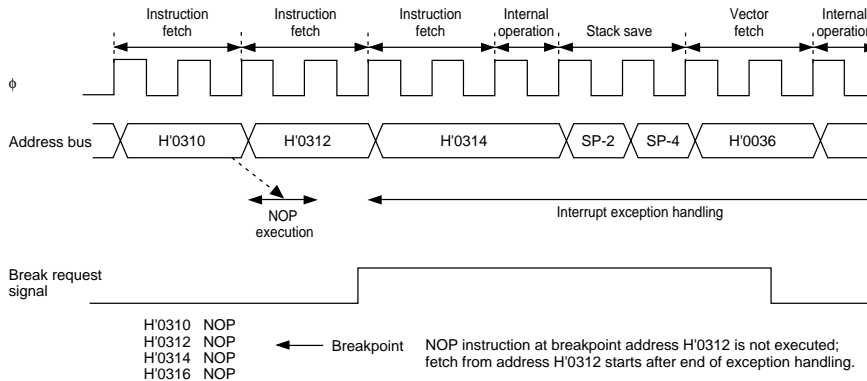 Instruction fetch
Instruction fetch
Instruction fetch
Internal operation
Stack save
Vector fetch
Internal operation
φ
Address bus
H'0310
H'0312
H'0314
SP-2
SP-4
H'0036
NOP execution
Interrupt exception handling
Break request signal
H'0310 NOP
H'0312 NOP
H'0314 NOP
H'0316 NOP
Breakpoint
NOP instruction at breakpoint address H'0312 is not executed;
fetch from address H'0312 starts after end of exception handling.